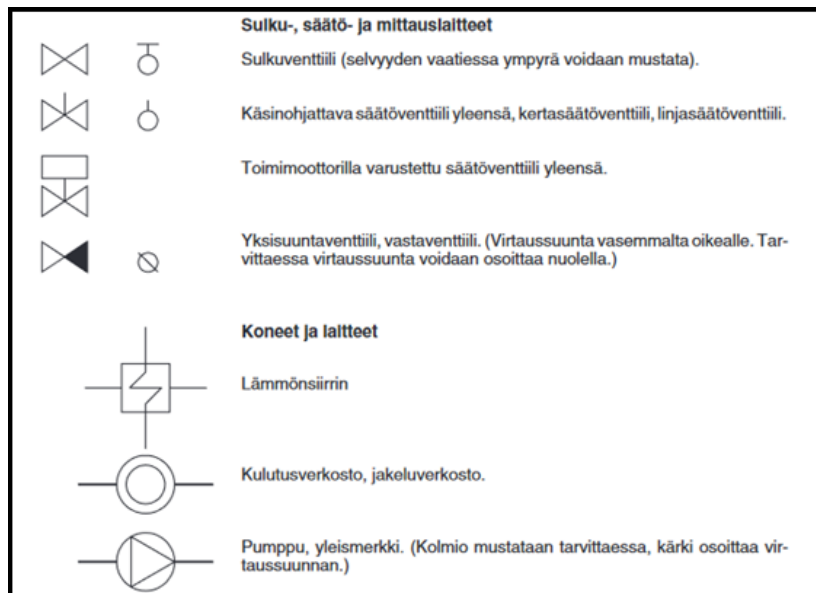 Sulku-, säätö- ja mittauslaitteet
Sulkuventtiili (selvyyden vaatiessa ympyrä voidaan mustata).
Käsinohjattava säätöventtiili yleensä, kertasäätöventtiili, linjasäätöventtiili.
Toimimoottorilla varustettu säätöventtiili yleensä.
Yksisuuntaventtiili, vastaventtiili. (Virtaussuunta vasemmalta oikealle. Tar-
vittaessa virtaussuunta voidaan osoittaa nuolella.)
Koneet ja laitteet
Lämmönsiirrin
Kulutusverkosto, jakeluverkosto.
Pumppu, yleismerkki. (Kolmio mustataan tarvittaessa, kärki osoittaa vir-
taussuunnan.)